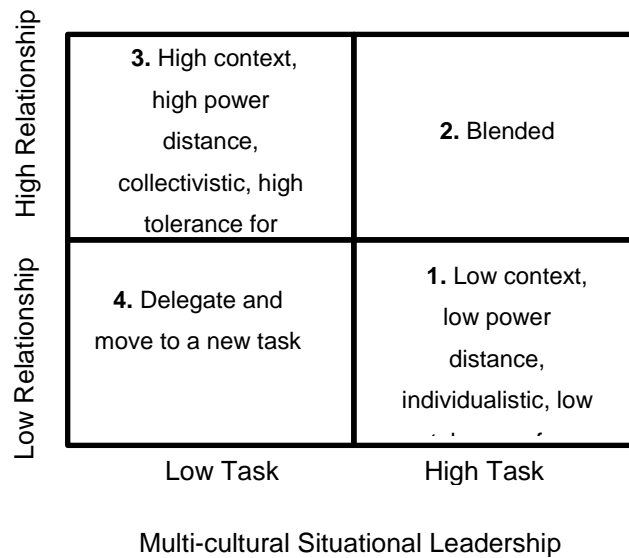 High Relationship
3. High context,
high power
distance,
collectivistic, high
tolerance for
2. Blended
Low Relationship
4. Delegate and
move to a new task
1. Low context,
low power
distance,
individualistic, low
Low Task
High Task
Multi-cultural Situational Leadership